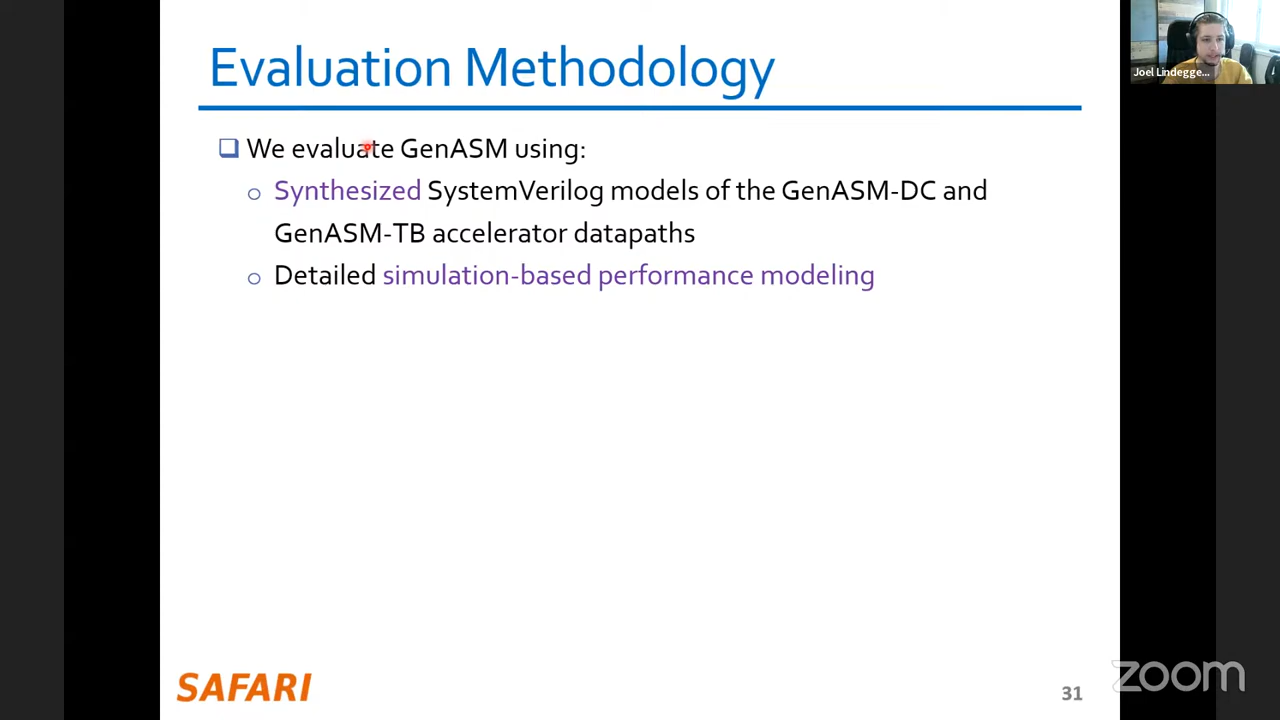 Evaluation Methodology
Joel Lindegge...
❑ We evaluate GenASM using:
o Synthesized SystemVerilog models of the GenASM-DC and
GenASM-TB accelerator datapaths
o Detailed simulation-based performance modeling
SAFARI
31
zoom